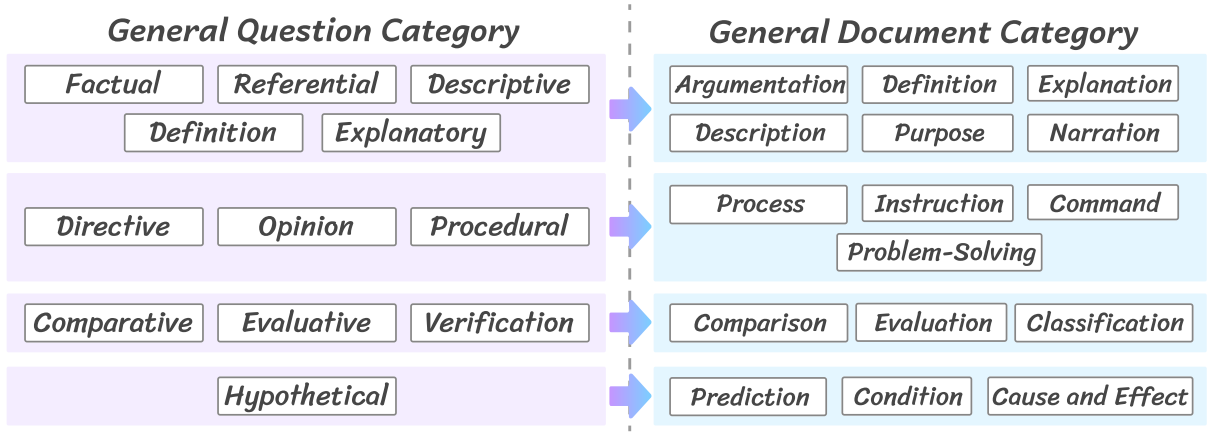 General Question Category
General Document Category
Factual
Referential
Descriptive
Definition
Explanatory
Argumentation
Definition
Explanation
Description
Purpose
Narration
Directive
Opinion
Procedural
Process
Instruction
Command
Problem-Solving
Comparative
Evaluative
Verification
Comparison
Evaluation
Classification
Hypothetical
Prediction
Condition
Cause and Effect